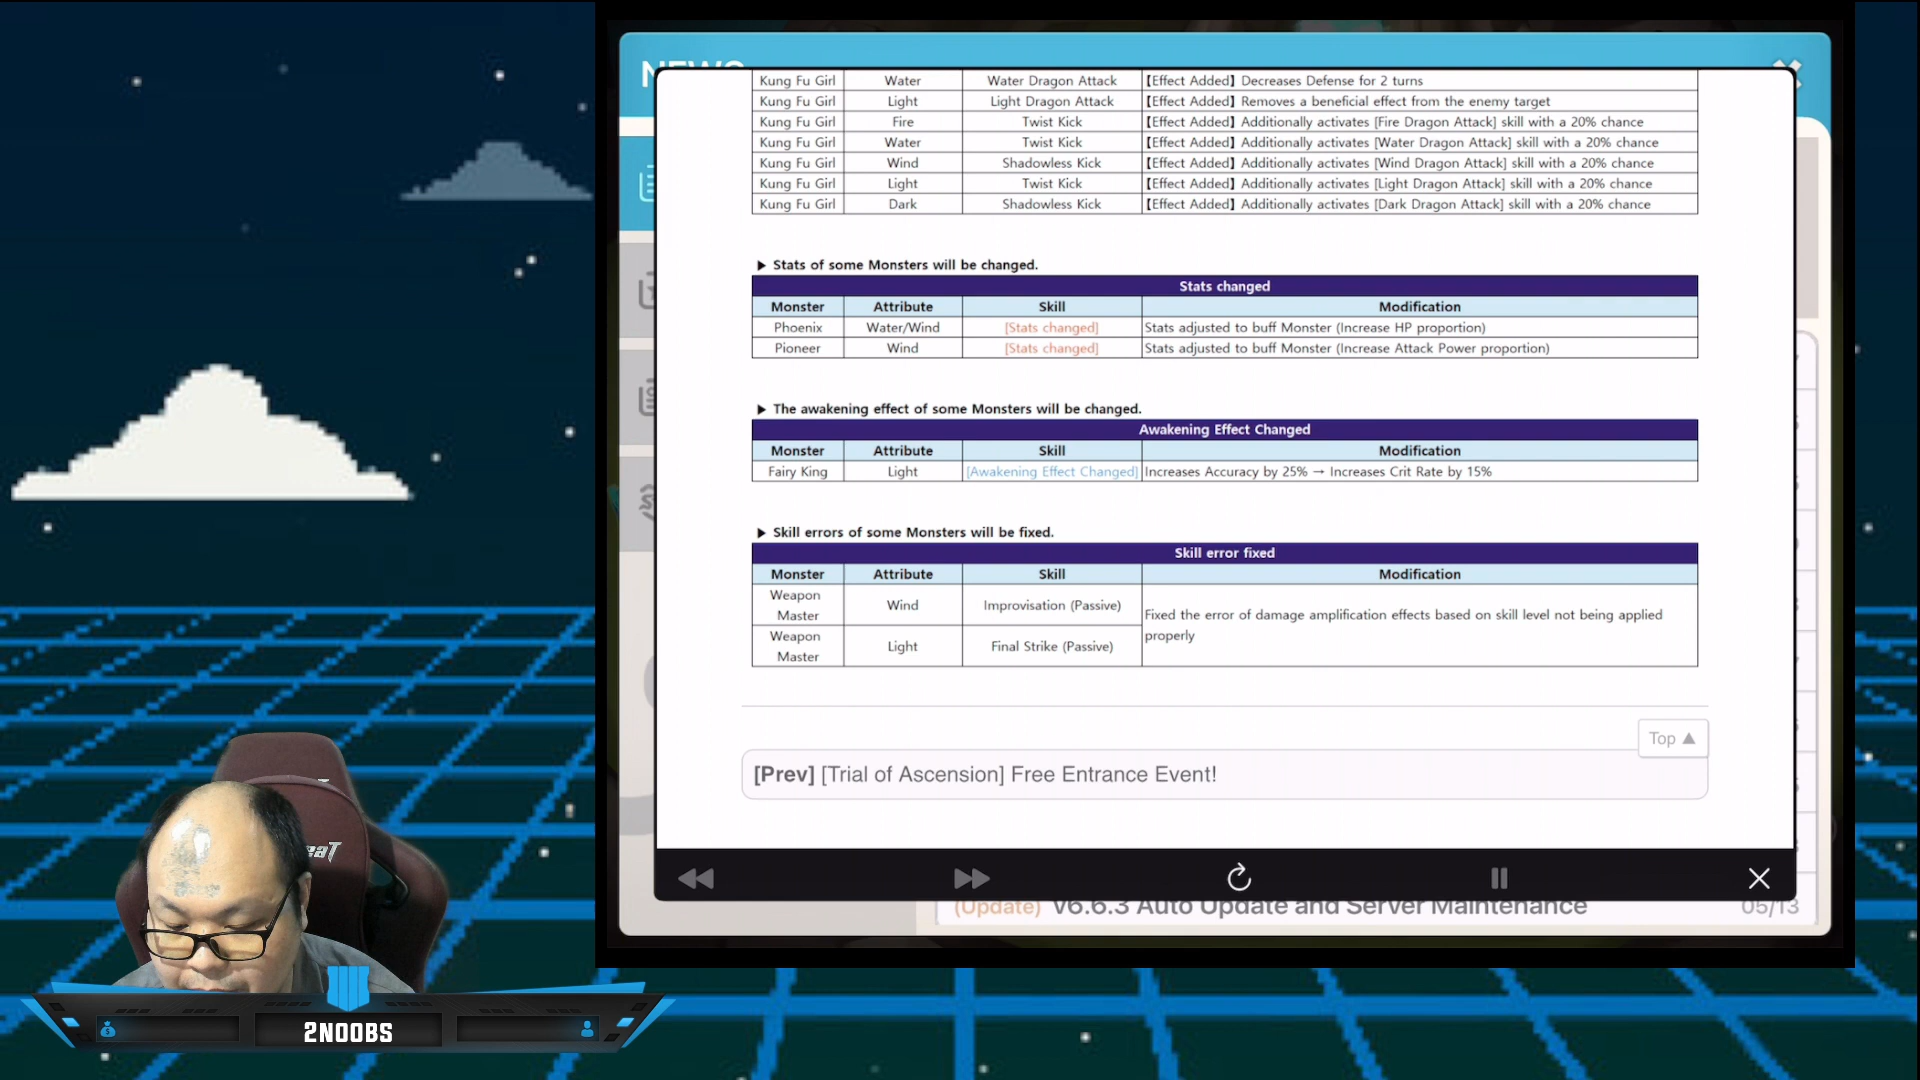 NEWS
Kung Fu Girl Water Water Dragon Attack 【Effect Added】 Decreases Defense for 2 turns
Kung Fu Girl Light Light Dragon Attack 【Effect Added】 Removes a beneficial effect from the enemy target
Kung Fu Girl Fire Twist Kick 【Effect Added】 Additionally activates [Fire Dragon Attack] skill with a 20% chance
Kung Fu Girl Water Twist Kick 【Effect Added】 Additionally activates [Water Dragon Attack] skill with a 20% chance
Kung Fu Girl Wind Shadowless Kick 【Effect Added】 Additionally activates [Wind Dragon Attack] skill with a 20% chance
Kung Fu Girl Light Twist Kick 【Effect Added】 Additionally activates [Light Dragon Attack] skill with a 20% chance
Kung Fu Girl Dark Shadowless Kick 【Effect Added】 Additionally activates [Dark Dragon Attack] skill with a 20% chance
▶ Stats of some Monsters will be changed.
Stats changed
Monster Attribute Skill Modification
Phoenix Water/Wind [Stats changed] Stats adjusted to buff Monster (Increase HP proportion)
Pioneer Wind [Stats changed] Stats adjusted to buff Monster (Increase Attack Power proportion)
▶ The awakening effect of some Monsters will be changed.
Awakening Effect Changed
Monster Attribute Skill Modification
Fairy King Light [Awakening Effect Changed] Increases Accuracy by 25% → Increases Crit Rate by 15%
▶ Skill errors of some Monsters will be fixed.
Skill error fixed
Monster Attribute Skill Modification
Weapon
Master Wind Improvisation (Passive)
Weapon
Master Light Final Strike (Passive)
Fixed the error of damage amplification effects based on skill level not being applied
properly
Top ▲
[Prev] [Trial of Ascension] Free Entrance Event!
(Update) V6.6.3 Auto Update and Server Maintenance 05/13
2NOOBS